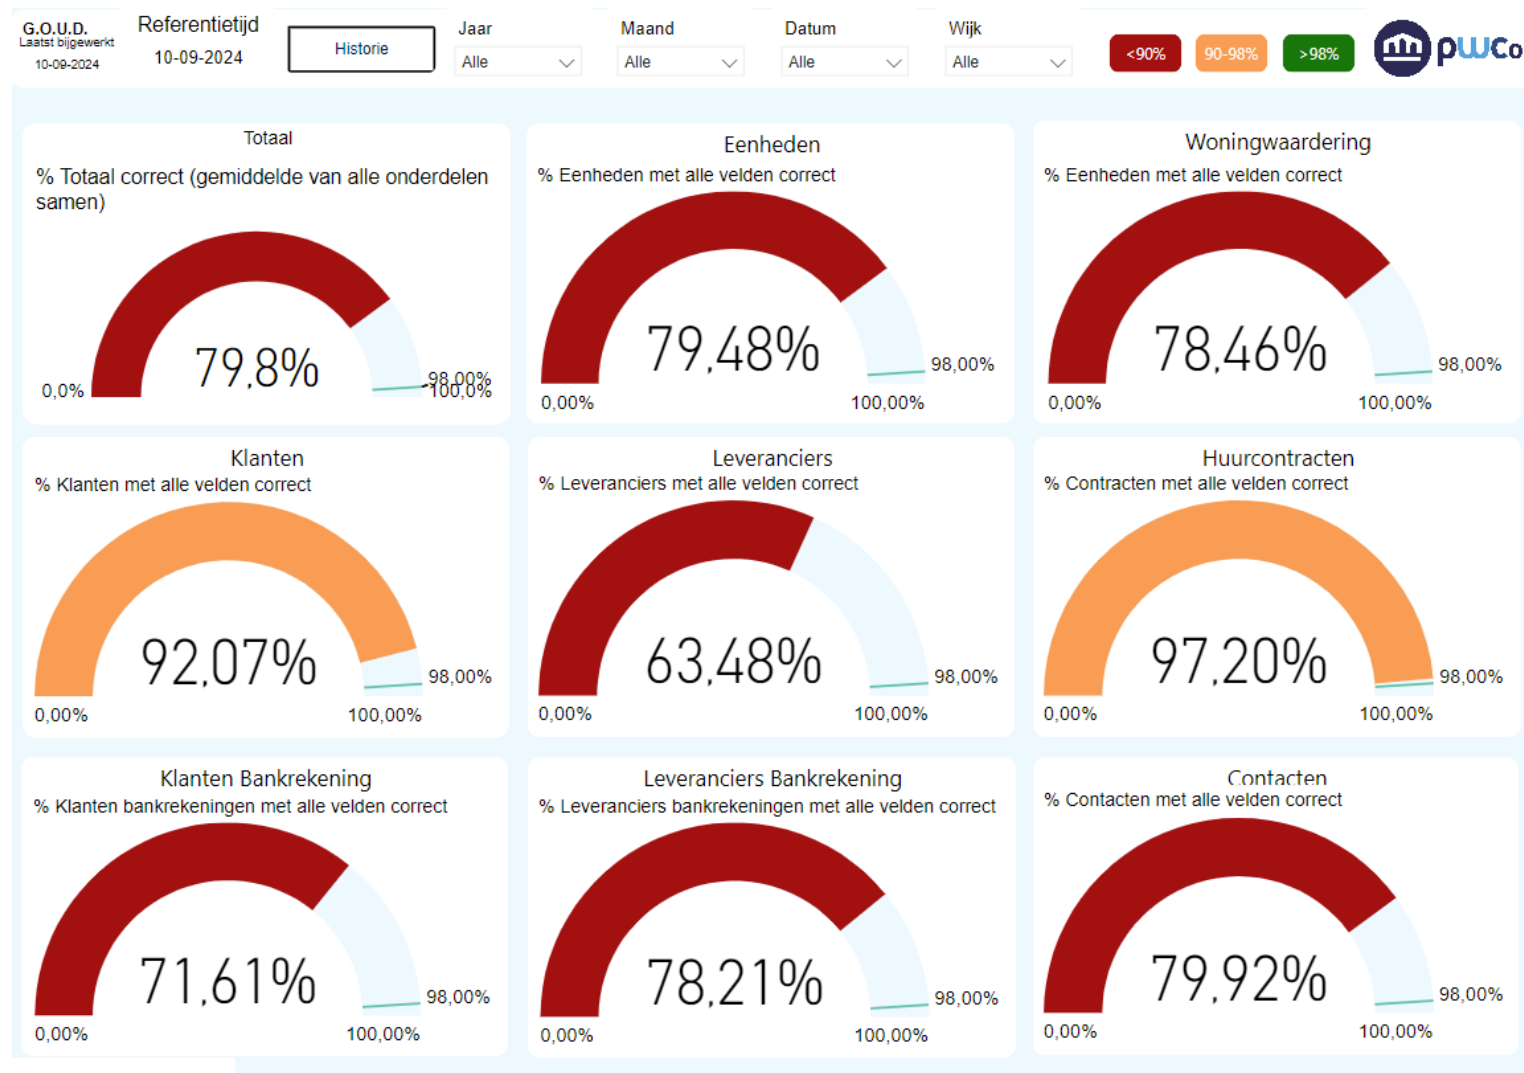 G.O.U.D.
Laatst bijgewerkt
10-09-2024
Referentietijd
10-09-2024
Historie
Jaar
Alle
Maand
Alle
Datum
Alle
Wijk
Alle
<90%
90-98%
>98%
pwco
Totaal
% Totaal correct (gemiddelde van alle onderdelen
samen)
79,8%
0,0%
98,00%
100,0%
Eenheden
% Eenheden met alle velden correct
79,48%
98,00%
0,00%
100,00%
Woningwaardering
% Eenheden met alle velden correct
78,46%
98,00%
0,00%
100,00%
Klanten
% Klanten met alle velden correct
92,07%
98,00%
0,00%
100,00%
Leveranciers
% Leveranciers met alle velden correct
63,48%
98,00%
0,00%
100,00%
Huurcontracten
% Contracten met alle velden correct
97,20%
98,00%
0,00%
100,00%
Klanten Bankrekening
% Klanten bankrekeningen met alle velden correct
71,61%
98,00%
0,00%
100,00%
Leveranciers Bankrekening
% Leveranciers bankrekeningen met alle velden correct
78,21%
98,00%
0,00%
100,00%
Contacten
% Contacten met alle velden correct
79,92%
98,00%
0,00%
100,00%